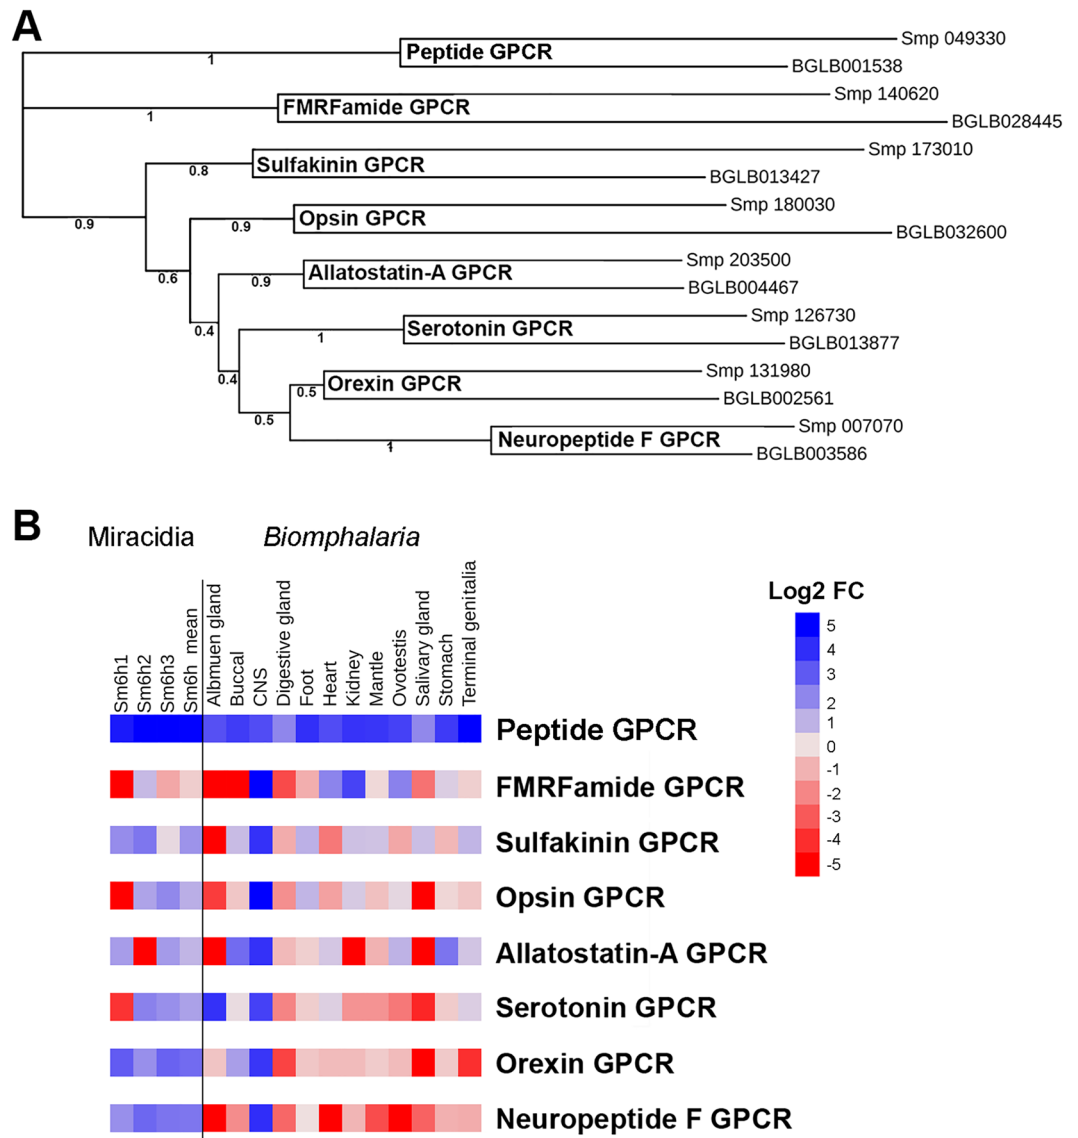 A
Smp 049330
1
Peptide GPCR
BGLB001538
Smp 140620
1
FMRFamide GPCR
BGLB028445
Smp 173010
0.8
Sulfakinin GPCR
BGLB013427
Smp 180030
0.9
0.9
Opsin GPCR
BGLB032600
Smp 203500
0.6
0.9
Allatostatin-A GPCR
BGLB004467
Smp 126730
0.4
1
Serotonin GPCR
BGLB013877
Smp 131980
0.4
0.5
Orexin GPCR
BGLB002561
0.5
Smp 007070
1
Neuropeptide F GPCR
BGLB003586
B
Miracidia
Biomphalaria
Sm6h1
Sm6h2
Sm6h3
Sm6h mean
Albmuen gland
Buccal
CNS
Digestive gland
Foot
Heart
Kidney
Mantle
Ovotestis
Salivary gland
Stomach
Terminal genitalia
Log2 FC
5
4
3
2
1
0
-1
-2
-3
-4
-5
Peptide GPCR
FMRFamide GPCR
Sulfakinin GPCR
Opsin GPCR
Allatostatin-A GPCR
Serotonin GPCR
Orexin GPCR
Neuropeptide F GPCR